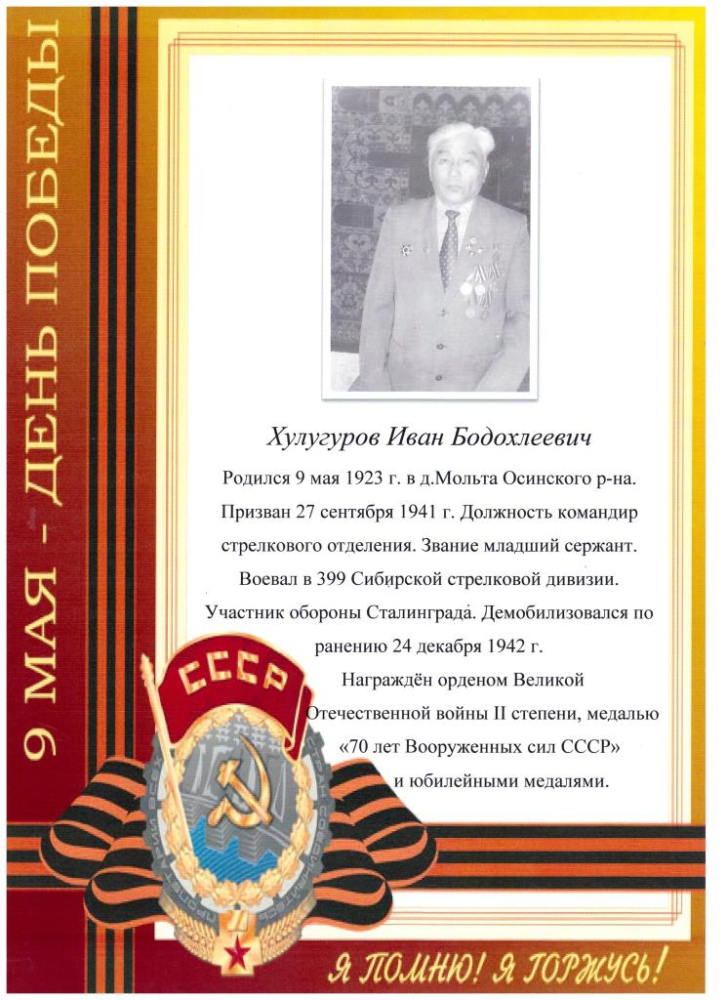 9 МАЯ - ДЕНЬ ПОБЕДЫ
Хулугуров Иван Бодохлеевич
Родился 9 мая 1923 г. в д.Мольта Осинского р-на.
Призван 27 сентября 1941 г. Должность командир
стрелкового отделения. Звание младший сержант.
Воевал в 399 Сибирской стрелковой дивизии.
Участник обороны Сталинграда. Демобилизовался по
ранению 24 декабря 1942 г.
Награждён орденом Великой
Отечественной войны II степени, медалью
«70 лет Вооруженных сил СССР»
и юбилейными медалями.
СССР
Я ПОМНЮ! Я ГОРЖУСЬ!